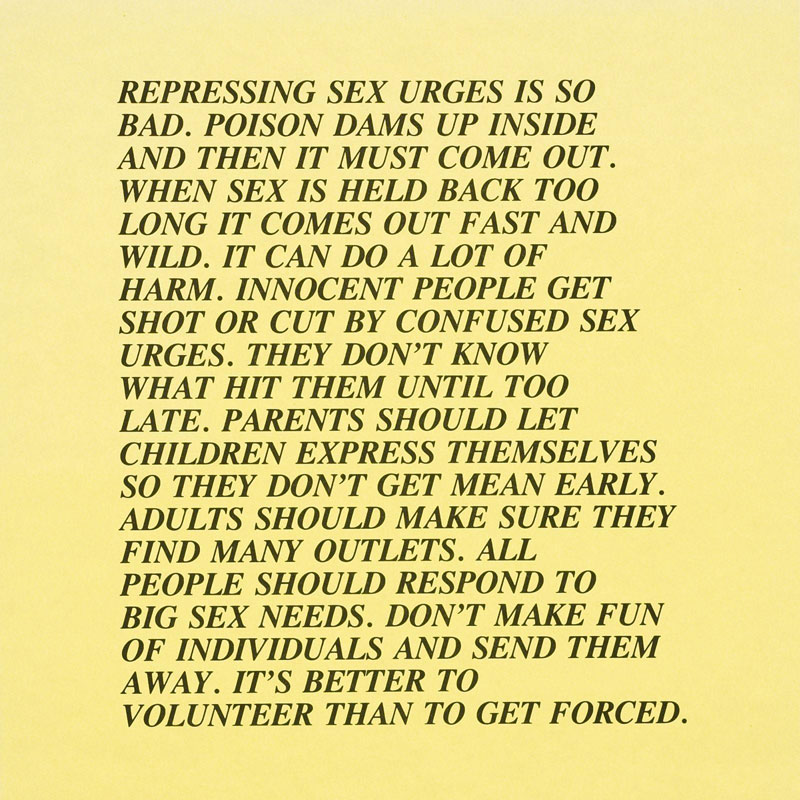 REPRESSING SEX URGES IS SO
BAD. POISON DAMS UP INSIDE
AND THEN IT MUST COME OUT.
WHEN SEX IS HELD BACK TOO
LONG IT COMES OUT FAST AND
WILD. IT CAN DO A LOT OF
HARM. INNOCENT PEOPLE GET
SHOT OR CUT BY CONFUSED SEX
URGES. THEY DON’T KNOW
WHAT HIT THEM UNTIL TOO
LATE. PARENTS SHOULD LET
CHILDREN EXPRESS THEMSELVES
SO THEY DON’T GET MEAN EARLY.
ADULTS SHOULD MAKE SURE THEY
FIND MANY OUTLETS. ALL
PEOPLE SHOULD RESPOND TO
BIG SEX NEEDS. DON’T MAKE FUN
OF INDIVIDUALS AND SEND THEM
AWAY. IT’S BETTER TO
VOLUNTEER THAN TO GET FORCED.